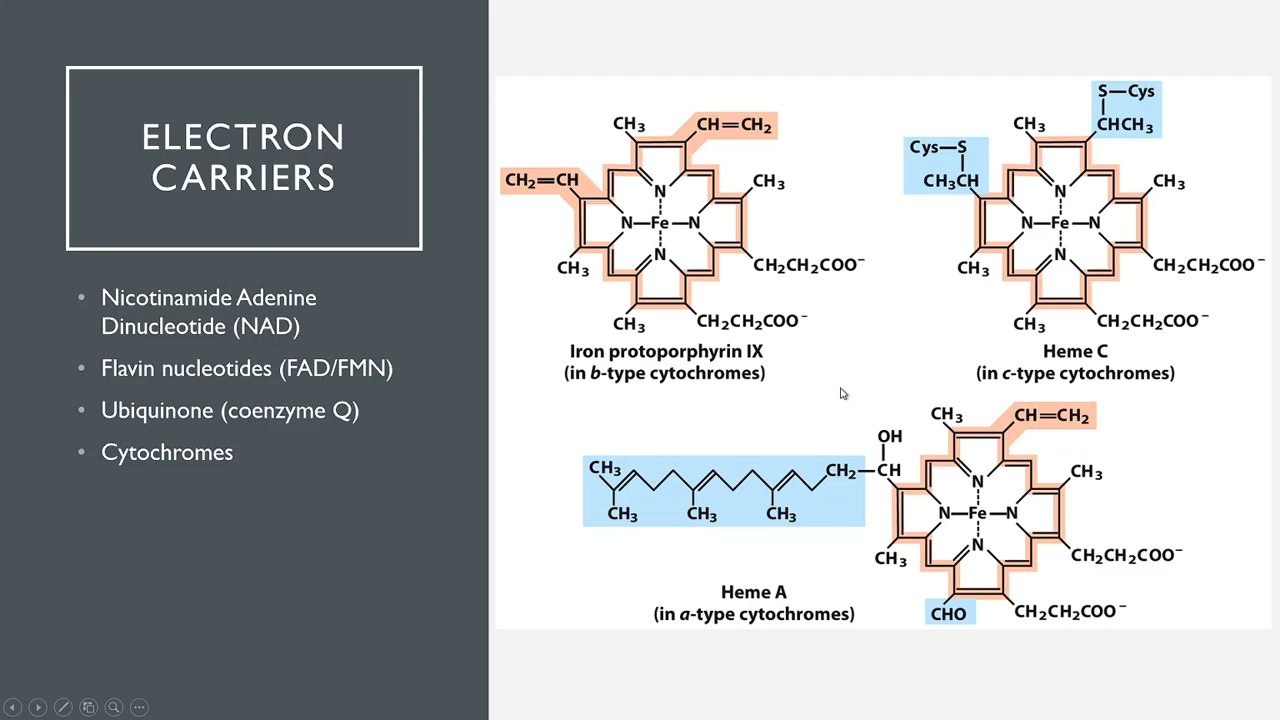 ELECTRON
CARRIERS
• Nicotinamide Adenine
Dinucleotide (NAD)
• Flavin nucleotides (FAD/FMN)
• Ubiquinone (coenzyme Q)
• Cytochromes
CH₃
CH=CH₂
CH₂=CH
CH₃
N
N—Fe—N
N
CH₃
CH₂CH₂COO⁻
CH₃
CH₂CH₂COO⁻
Iron protoporphyrin IX
(in b-type cytochromes)
S—Cys
CH₃
CHCH₃
Cys—S
CH₃CH
CH₃
N
N—Fe—N
N
CH₃
CH₂CH₂COO⁻
CH₃
CH₂CH₂COO⁻
Heme C
(in c-type cytochromes)
CH₃
CH=CH₂
OH
CH₃
CH₂—CH
CH₃
N
CH₃
CH₃
CH₃
N—Fe—N
N
CH₃
CH₂CH₂COO⁻
CHO
CH₂CH₂COO⁻
Heme A
(in a-type cytochromes)